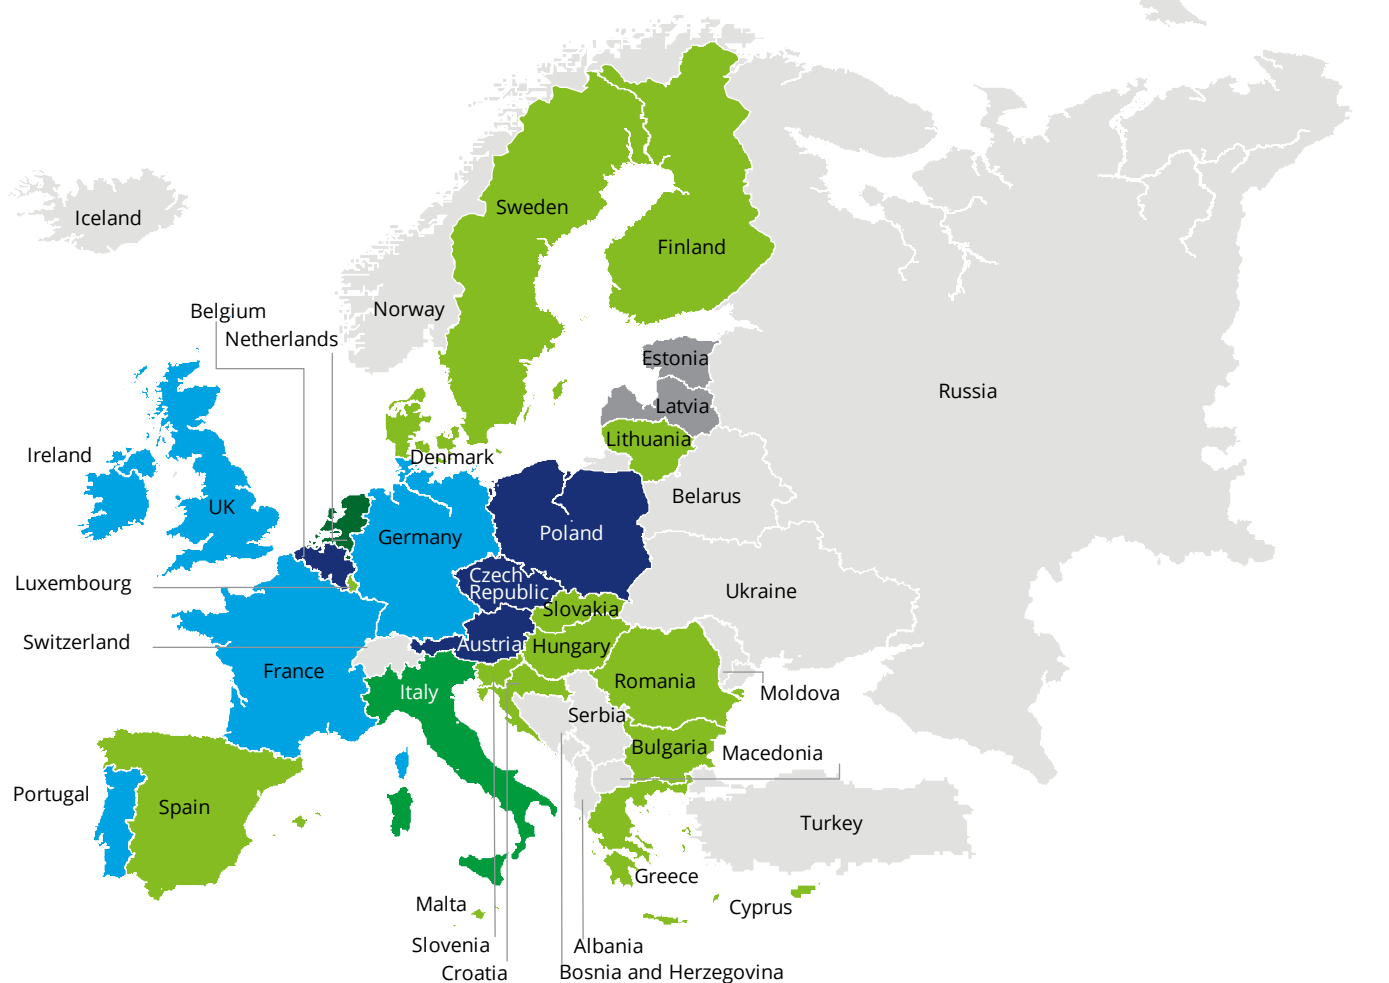 Iceland
Sweden
Finland
Norway
Belgium
Netherlands
Estonia
Russia
Latvia
Lithuania
Ireland
Denmark
Belarus
UK
Germany
Poland
Luxembourg
Czech
Republic
Ukraine
Slovakia
Switzerland
Austria
Hungary
France
Italy
Romania
Moldova
Serbia
Bulgaria
Macedonia
Portugal
Spain
Turkey
Greece
Malta
Cyprus
Slovenia
Albania
Croatia
Bosnia and Herzegovina